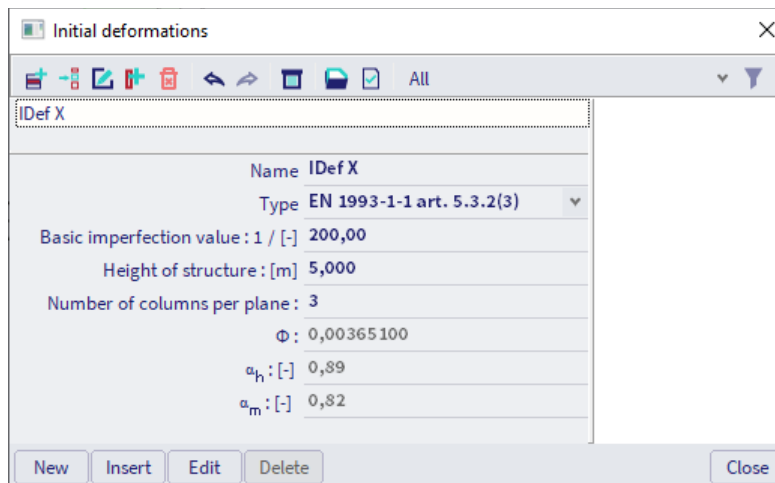 Initial deformations
All
IDef X
Name IDef X
Type EN 1993-1-1 art. 5.3.2(3)
Basic imperfection value : 1 / [-] 200,00
Height of structure : [m] 5,000
Number of columns per plane : 3
Φ : 0,00365100
αh : [-] 0,89
αm : [-] 0,82
New Insert Edit Delete Close